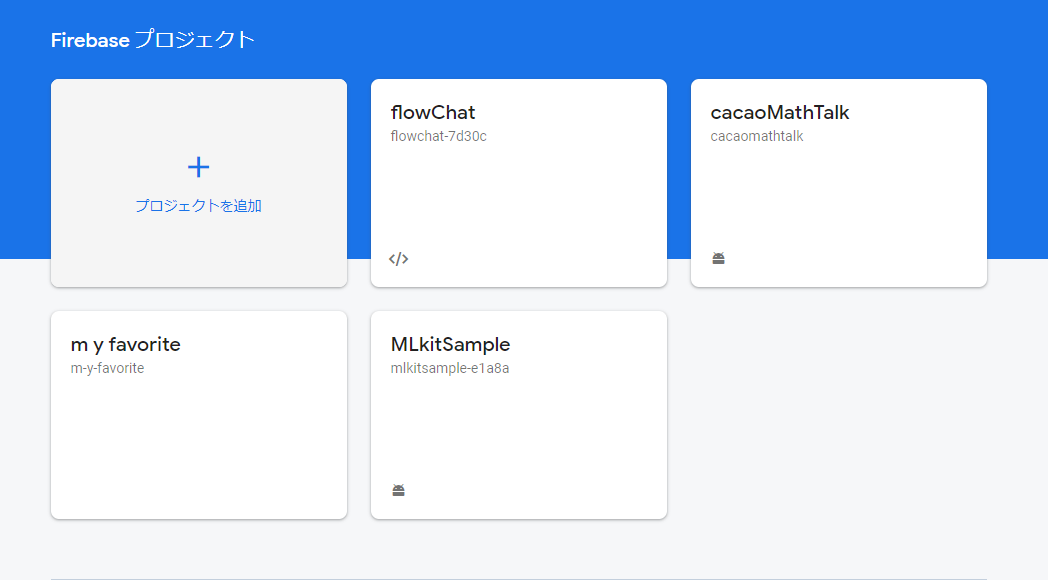 Firebase プロジェクト
プロジェクトを追加
flowChat
flowchat-7d30c
cacaoMathTalk
cacaomathtalk
m y favorite
m-y-favorite
MLkitSample
mlkitsample-e1a8a